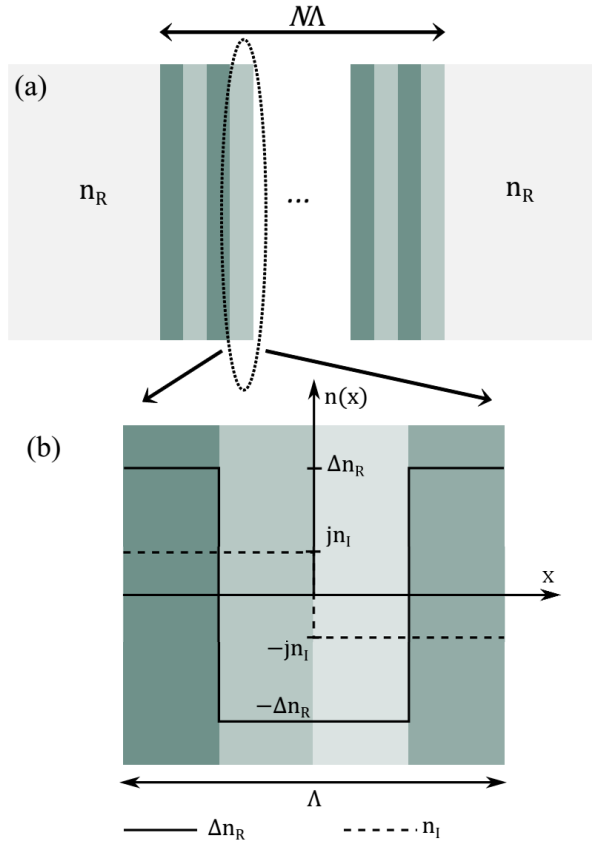 NΛ
(a)
n_R
...
n_R
n(x)
(b)
Δn_R
jn_I
x
−jn_I
−Δn_R
Λ
Δn_R
n_I